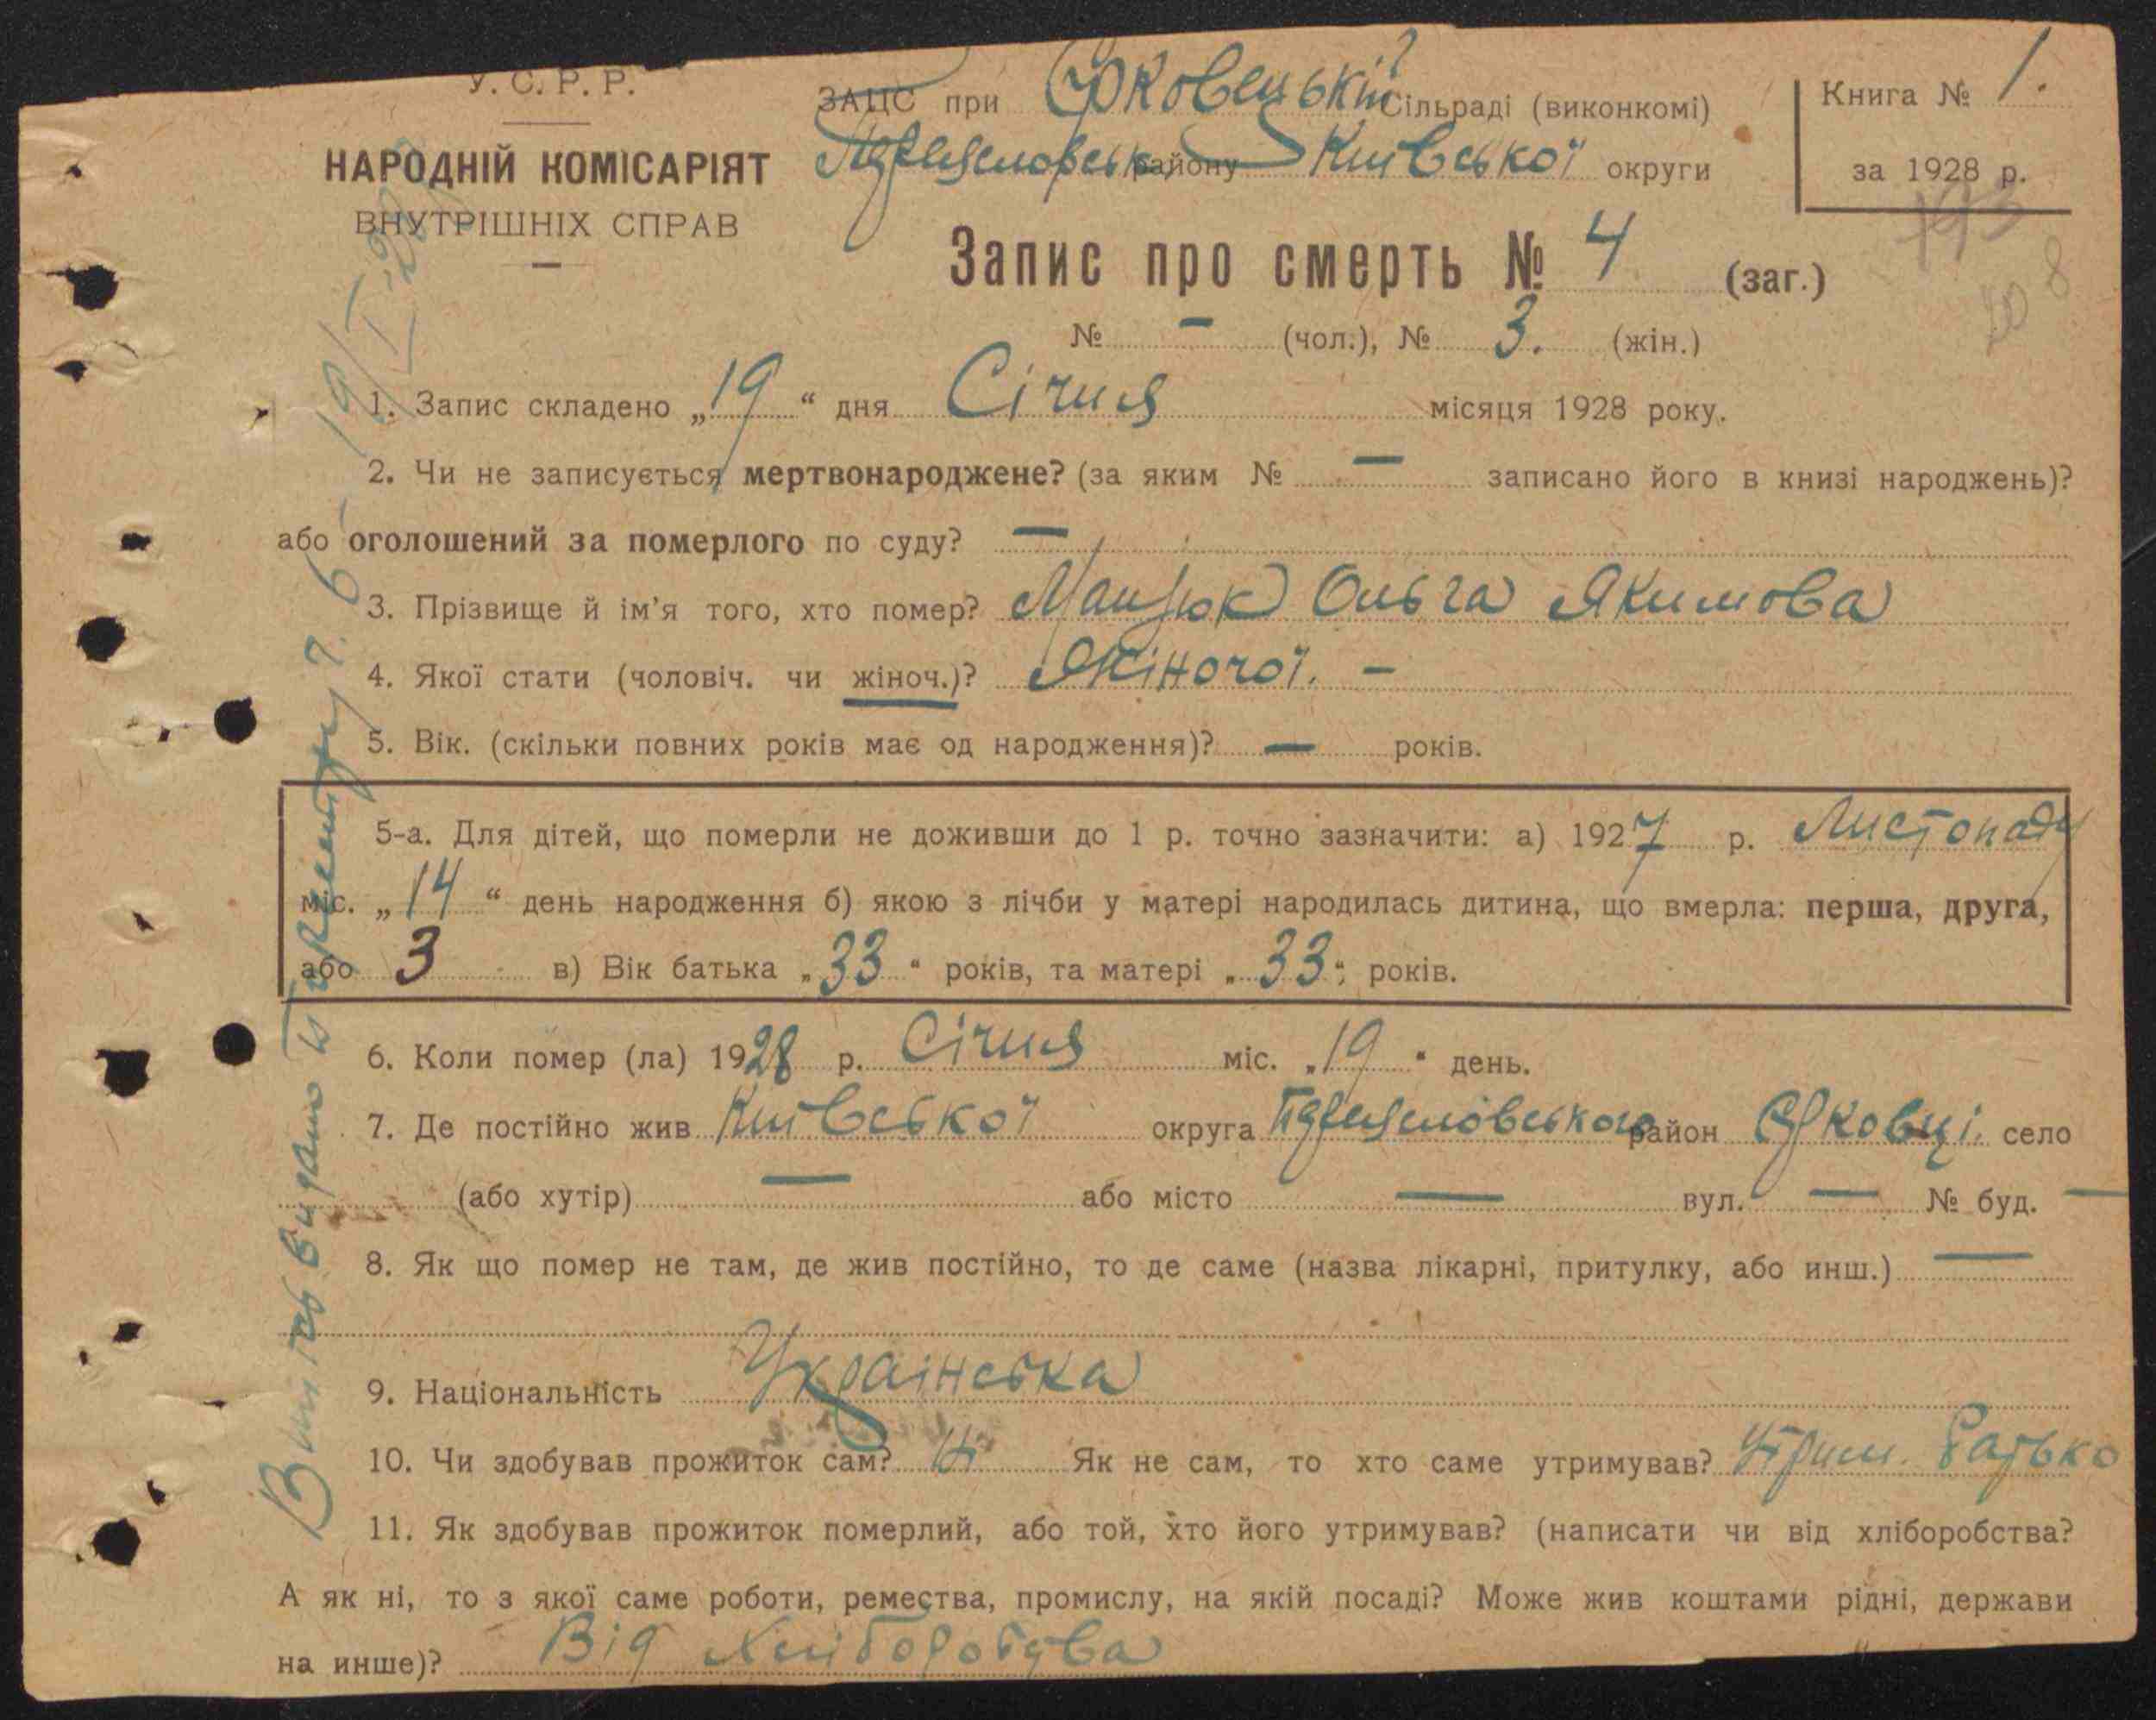 У. С. Р. Р.
НАРОДНІЙ КОМІСАРІЯТ
ВНУТРІШНІХ СПРАВ
ЗАЦС при Юрковецькій Сільраді (виконкомі)
району Київської округи
Книга № 1.
за 1928 р.
Запис про смерть № 4 (заг.)
№ — (чол.), № 3. (жін.)
1. Запис складено „19“ дня Січня місяця 1928 року.
2. Чи не записується мертвонароджене? (за яким № — записано його в книзі народжень)?
або оголошений за померлого по суду? —
3. Прізвище й ім'я того, хто помер? Ольга Якимова
4. Якої стати (чоловіч. чи жіноч.)? Жіночої. —
5. Вік. (скільки повних років має од народження)? — років.
5-а. Для дітей, що померли не доживши до 1 р. точно зазначити: а) 1927 р. Листопаду
міс. „14“ день народження б) якою з лічби у матері народилась дитина, що вмерла: перша, друга,
або 3 в) Вік батька „33“ років, та матері „33“ років.
6. Коли помер (ла) 1928 р. Січня міс. „19“ день.
7. Де постійно жив Київської округа район Юрковці. село
(або хутір) — або місто — вул. — № буд. —
8. Як що помер не там, де жив постійно, то де саме (назва лікарні, притулку, або инш.) —
9. Національність Українська
10. Чи здобував прожиток сам? Ні Як не сам, то хто саме утримував? Утрим. батько
11. Як здобував прожиток померлий, або той, хто його утримував? (написати чи від хліборобства?
А як ні, то з якої саме роботи, ремества, промислу, на якій посаді? Може жив коштами рідні, держави
на инше)? Від Хліборобства
Витяг видано